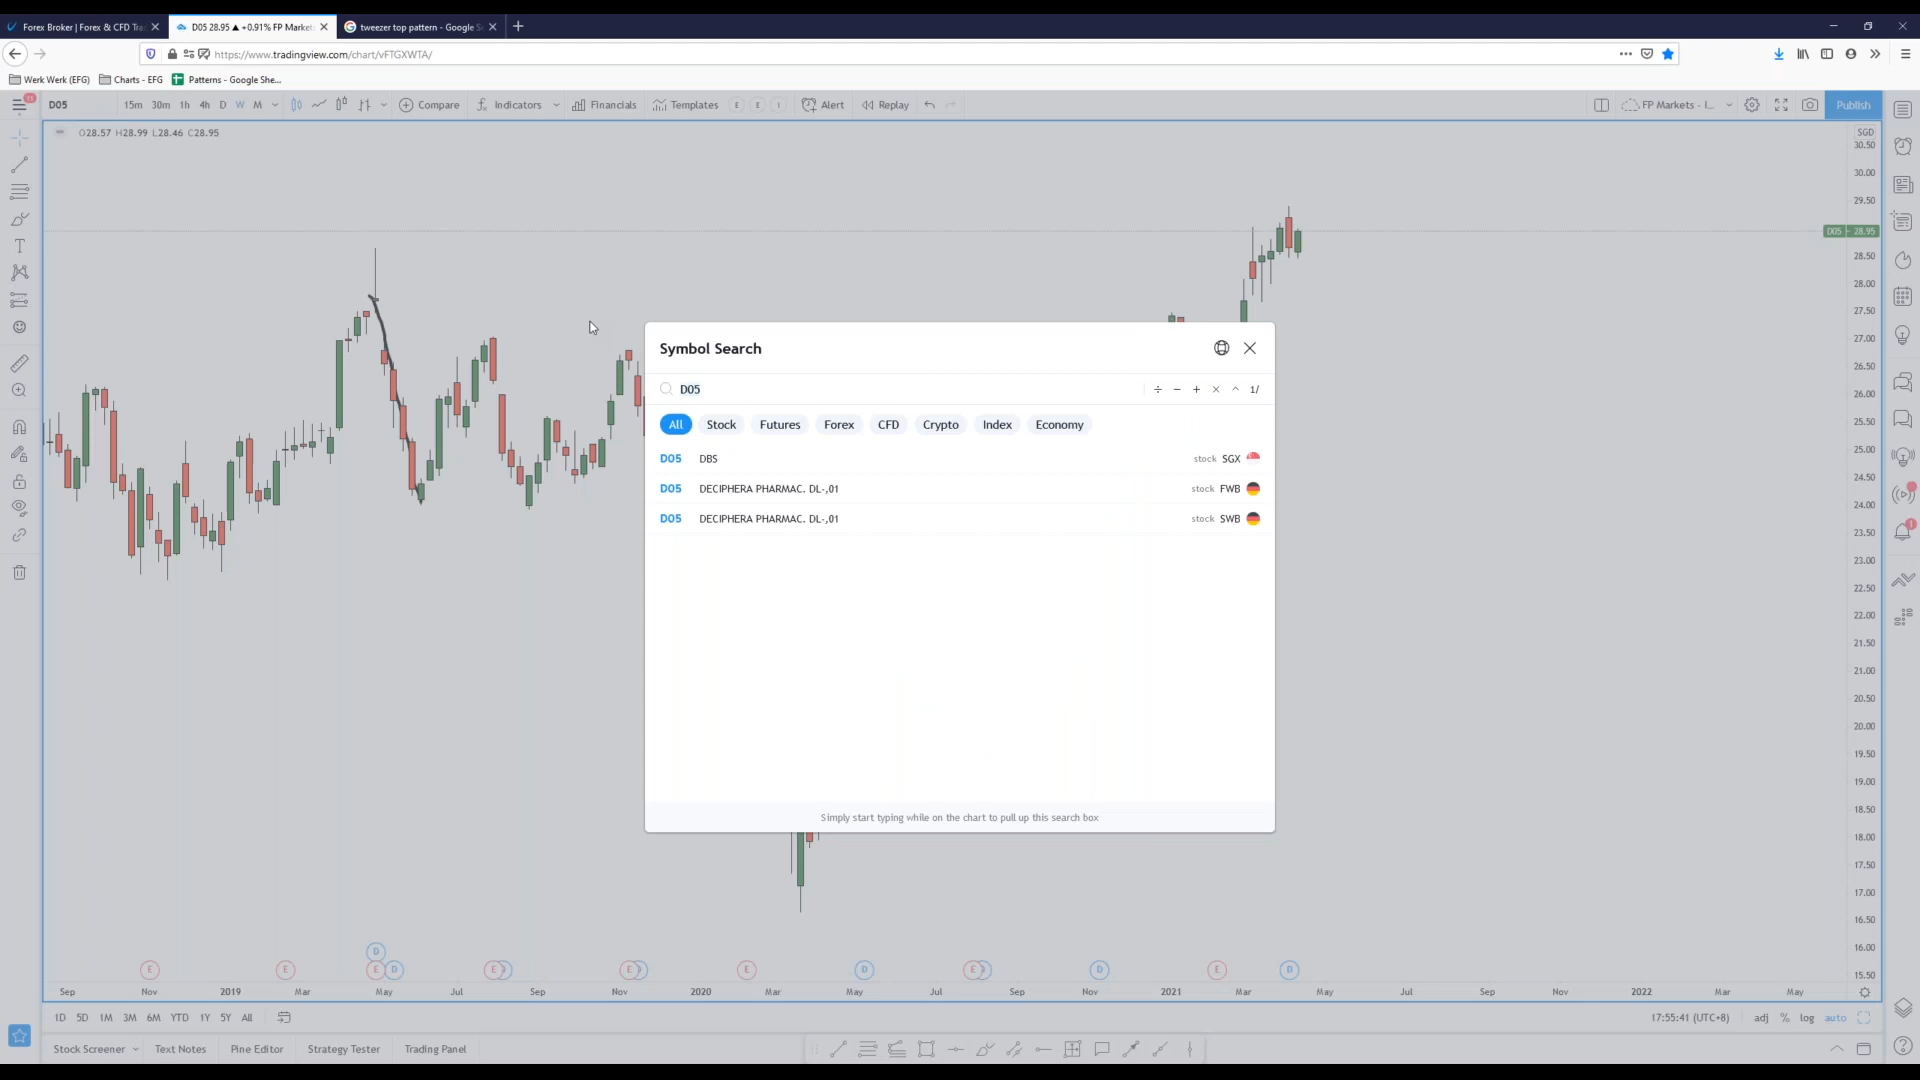 Forex Broker | Forex & CFD Tra
D05 28.95 ▲ +0.91% FP Market
tweezer top pattern - Google S
https://www.tradingview.com/chart/vFTGXWTA/
Werk Werk (EFG) Charts - EFG Patterns - Google She...
D05 15m 30m 1h 4h D W M Compare Indicators Financials Templates E E I Alert Replay FP Markets - I... Publish
O28.57 H28.99 L28.46 C28.95
SGD
30.50
30.00
29.50
D05 28.95
28.50
28.00
27.50
27.00
26.50
26.00
25.50
25.00
24.50
24.00
23.50
23.00
22.50
22.00
21.50
21.00
20.50
20.00
19.50
19.00
18.50
18.00
17.50
17.00
16.50
16.00
15.50
Symbol Search
D05 ÷ − + × ^ 1/
All Stock Futures Forex CFD Crypto Index Economy
D05 DBS stock SGX
D05 DECIPHERA PHARMAC. DL-,01 stock FWB
D05 DECIPHERA PHARMAC. DL-,01 stock SWB
Simply start typing while on the chart to pull up this search box
D
E E E D E D E D E D E D D E D
Sep Nov 2019 Mar May Jul Sep Nov 2020 Mar May Jul Sep Nov 2021 Mar May Jul Sep Nov 2022 Mar May
1D 5D 1M 3M 6M YTD 1Y 5Y All 17:55:41 (UTC+8) adj % log auto
Stock Screener Text Notes Pine Editor Strategy Tester Trading Panel